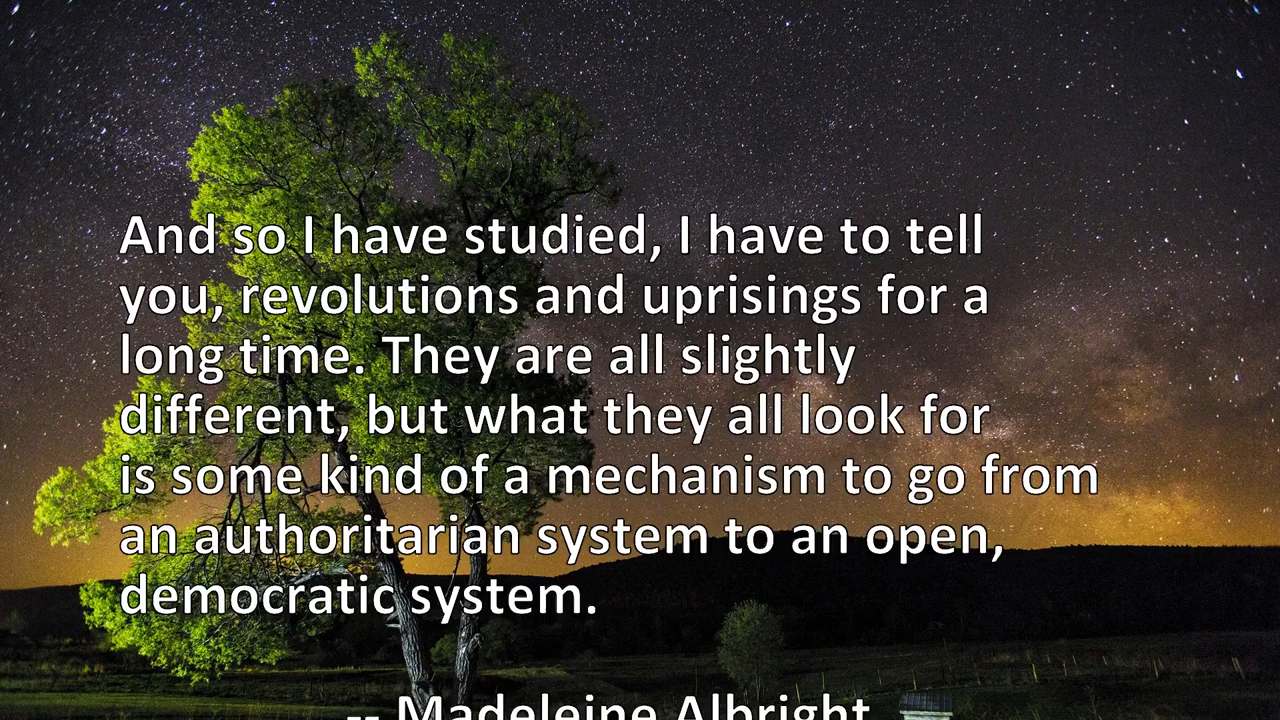 And so I have studied, I have to tell
you, revolutions and uprisings for a
long time. They are all slightly
different, but what they all look for
is some kind of a mechanism to go from
an authoritarian system to an open,
democratic system.
-- Madeleine Albright